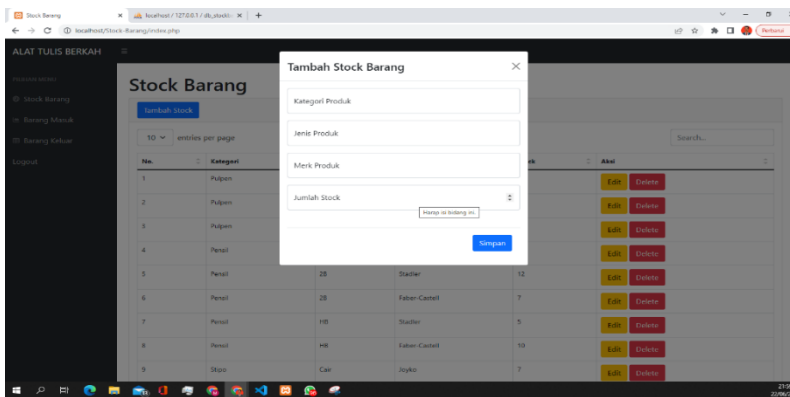 Stock Barang
localhost / 127.0.0.1 / db_stockb
localhost/Stock-Barang/index.php
Perbarui
ALAT TULIS BERKAH
Stock Barang
Barang Masuk
Barang Keluar
Logout
Stock Barang
Tambah Stock
10 entries per page
Search...
No. Kategori Aksi
1 Pulpen Edit Delete
2 Pulpen Edit Delete
3 Pulpen Edit Delete
4 Pensil Edit Delete
5 Pensil 2B Stadler 12 Edit Delete
6 Pensil 2B Faber-Castell 7 Edit Delete
7 Pensil HB Stadler 5 Edit Delete
8 Pensil HB Faber-Castell 10 Edit Delete
9 Stipo Cair Joyko 7 Edit Delete
Tambah Stock Barang
Kategori Produk
Jenis Produk
Merk Produk
Jumlah Stock
Harap isi bidang ini.
Simpan